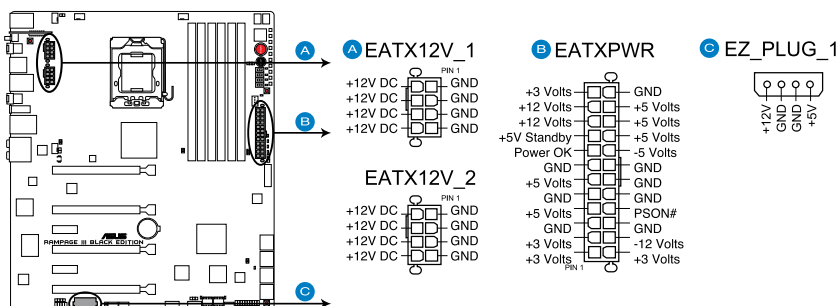 A
B
C
ASUS
RAMPAGE III BLACK EDITION
A EATX12V_1
PIN 1
+12V DC GND
+12V DC GND
+12V DC GND
+12V DC GND
EATX12V_2
PIN 1
+12V DC GND
+12V DC GND
+12V DC GND
+12V DC GND
B EATXPWR
+3 Volts GND
+12 Volts +5 Volts
+12 Volts +5 Volts
+5V Standby +5 Volts
Power OK -5 Volts
GND GND
+5 Volts GND
GND GND
+5 Volts PSON#
GND GND
+3 Volts -12 Volts
+3 Volts +3 Volts
PIN 1
C EZ_PLUG_1
+12V
GND
GND
+5V